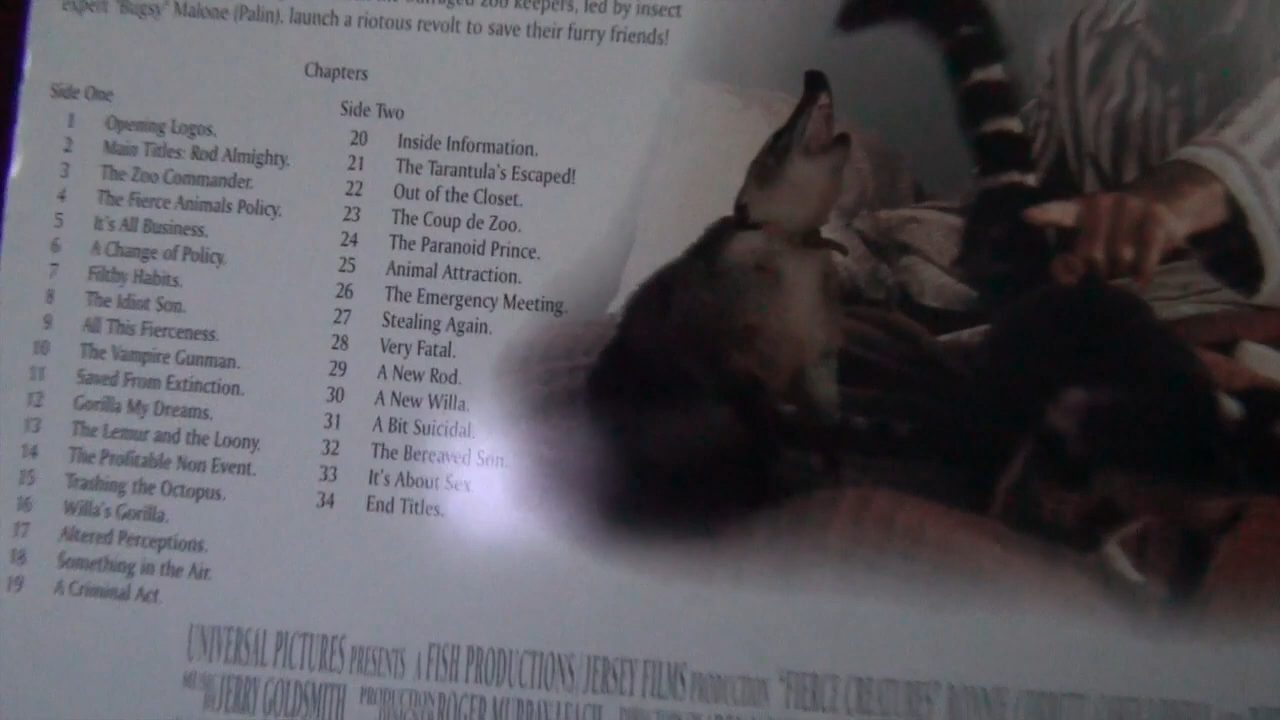 zoo keepers, led by insect
expert "Bugsy" Malone (Palin), launch a riotous revolt to save their furry friends!
Chapters
Side One
1 Opening Logos.
2 Main Titles: Rod Almighty.
3 The Zoo Commander.
4 The Fierce Animals Policy.
5 It's All Business.
6 A Change of Policy.
7 Filthy Habits.
8 The Idiot Son.
9 All This Fierceness.
10 The Vampire Gunman.
11 Saved From Extinction.
12 Gorilla My Dreams.
13 The Lemur and the Loony.
14 The Profitable Non Event.
15 Trashing the Octopus.
16 Willa's Gorilla.
17 Altered Perceptions.
18 Something in the Air.
19 A Criminal Act.
Side Two
20 Inside Information.
21 The Tarantula's Escaped!
22 Out of the Closet.
23 The Coup de Zoo.
24 The Paranoid Prince.
25 Animal Attraction.
26 The Emergency Meeting.
27 Stealing Again.
28 Very Fatal.
29 A New Rod.
30 A New Willa.
31 A Bit Suicidal.
32 The Bereaved Son.
33 It's About Sex.
34 End Titles.
UNIVERSAL PICTURES PRESENTS A FISH PRODUCTIONS/JERSEY FILMS PRODUCTION "FIERCE CREATURES"
JERRY GOLDSMITH PRODUCTION DESIGNER ROGER MURRAY-LEACH